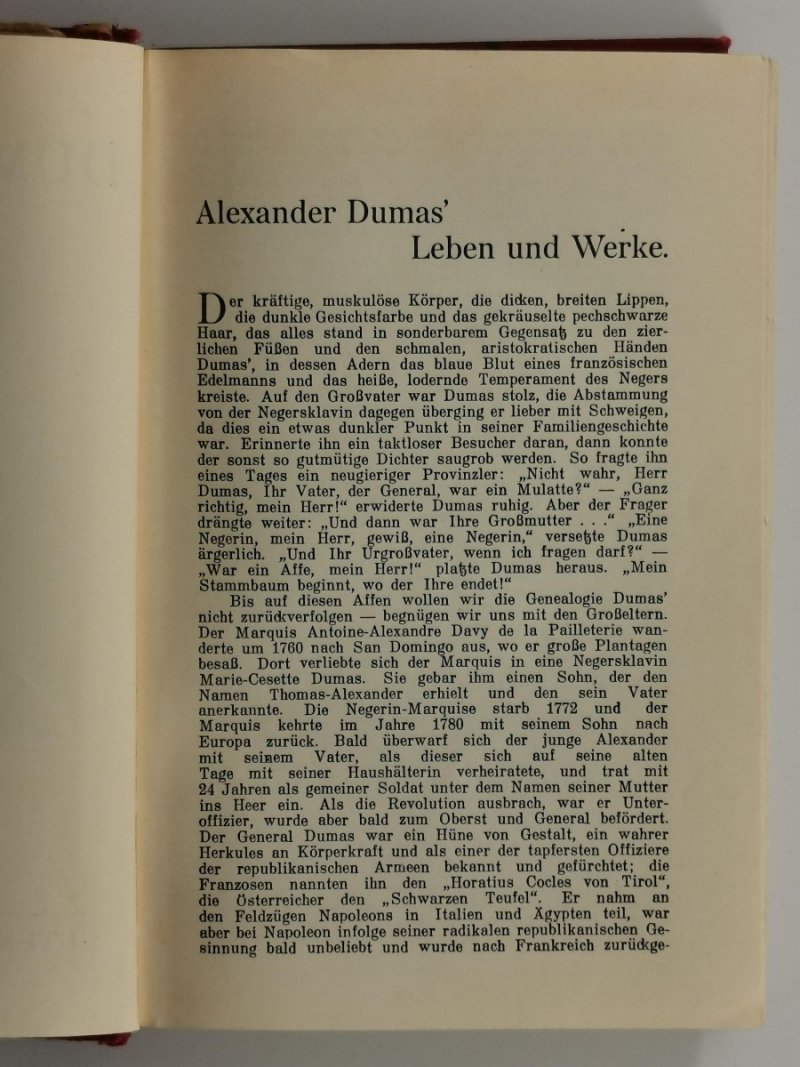 Alexander Dumas'
Leben und Werke.
Der kräftige, muskulöse Körper, die dicken, breiten Lippen,
die dunkle Gesichtsfarbe und das gekräuselte pechschwarze
Haar, das alles stand in sonderbarem Gegensatz zu den zier-
lichen Füßen und den schmalen, aristokratischen Händen
Dumas', in dessen Adern das blaue Blut eines französischen
Edelmanns und das heiße, lodernde Temperament des Negers
kreiste. Auf den Großvater war Dumas stolz, die Abstammung
von der Negersklavin dagegen überging er lieber mit Schweigen,
da dies ein etwas dunkler Punkt in seiner Familiengeschichte
war. Erinnerte ihn ein taktloser Besucher daran, dann konnte
der sonst so gutmütige Dichter saugrob werden. So fragte ihn
eines Tages ein neugieriger Provinzler: „Nicht wahr, Herr
Dumas, Ihr Vater, der General, war ein Mulatte?“ — „Ganz
richtig, mein Herr!“ erwiderte Dumas ruhig. Aber der Frager
drängte weiter: „Und dann war Ihre Großmutter . . .“ „Eine
Negerin, mein Herr, gewiß, eine Negerin,“ versetzte Dumas
ärgerlich. „Und Ihr Urgroßvater, wenn ich fragen darf?“ —
„War ein Affe, mein Herr!“ platzte Dumas heraus. „Mein
Stammbaum beginnt, wo der Ihre endet!“
Bis auf diesen Affen wollen wir die Genealogie Dumas'
nicht zurückverfolgen — begnügen wir uns mit den Großeltern.
Der Marquis Antoine-Alexandre Davy de la Pailleterie wan-
derte um 1760 nach San Domingo aus, wo er große Plantagen
besaß. Dort verliebte sich der Marquis in eine Negersklavin
Marie-Cesette Dumas. Sie gebar ihm einen Sohn, der den
Namen Thomas-Alexander erhielt und den sein Vater
anerkannte. Die Negerin-Marquise starb 1772 und der
Marquis kehrte im Jahre 1780 mit seinem Sohn nach
Europa zurück. Bald überwarf sich der junge Alexander
mit seinem Vater, als dieser sich auf seine alten
Tage mit seiner Haushälterin verheiratete, und trat mit
24 Jahren als gemeiner Soldat unter dem Namen seiner Mutter
ins Heer ein. Als die Revolution ausbrach, war er Unter-
offizier, wurde aber bald zum Oberst und General befördert.
Der General Dumas war ein Hüne von Gestalt, ein wahrer
Herkules an Körperkraft und als einer der tapfersten Offiziere
der republikanischen Armeen bekannt und gefürchtet; die
Franzosen nannten ihn den „Horatius Cocles von Tirol“,
die Österreicher den „Schwarzen Teufel“. Er nahm an
den Feldzügen Napoleons in Italien und Ägypten teil, war
aber bei Napoleon infolge seiner radikalen republikanischen Ge-
sinnung bald unbeliebt und wurde nach Frankreich zurückge-